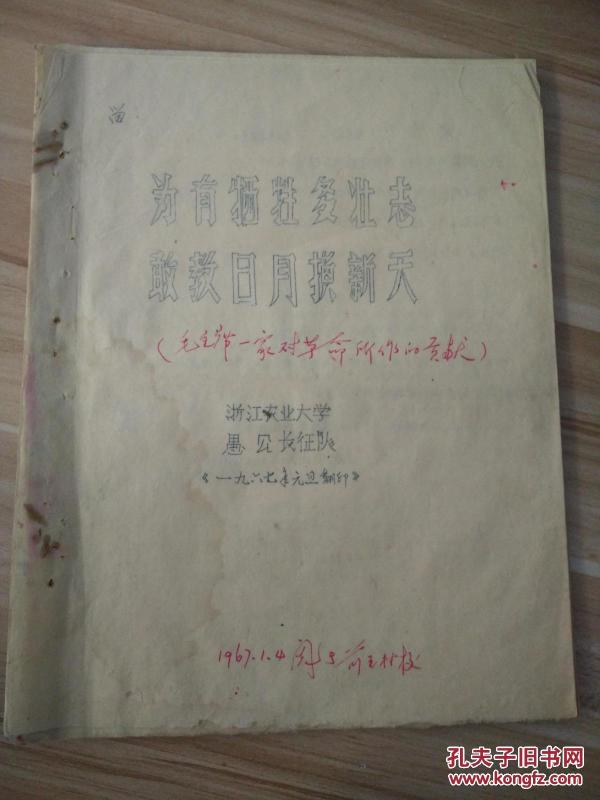 为有牺牲多壮志
敢教日月换新天
(毛主席一家对革命所作的贡献)
浙江农业大学
愚公长征队
《一九六七年元旦翻印》
1967.1.4
孔夫子旧书网
www.kongfz.com